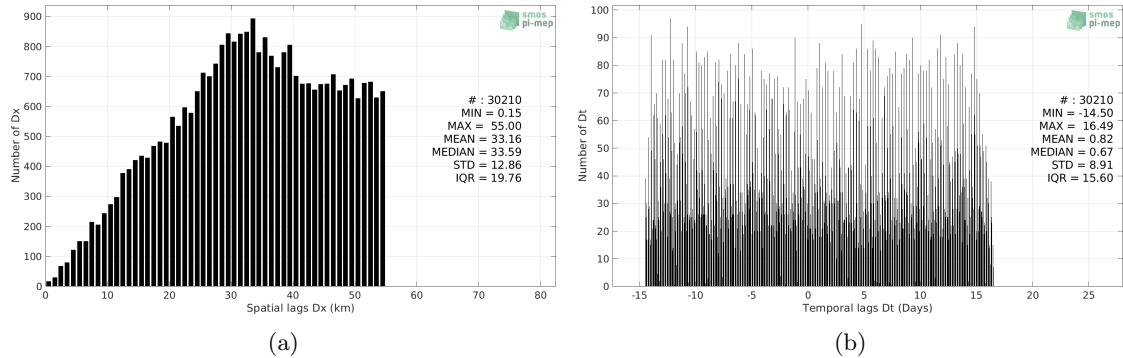 900
800
700
600
500
400
300
200
100
0
Number of Dx
0 10 20 30 40 50 60 70 80
Spatial lags Dx (km)
smos
pi-mep
# : 30210
MIN = 0.15
MAX = 55.00
MEAN = 33.16
MEDIAN = 33.59
STD = 12.86
IQR = 19.76
(a)
100
90
80
70
60
50
40
30
20
10
0
Number of Dt
-15 -10 -5 0 5 10 15 20 25
Temporal lags Dt (Days)
smos
pi-mep
# : 30210
MIN = -14.50
MAX = 16.49
MEAN = 0.82
MEDIAN = 0.67
STD = 8.91
IQR = 15.60
(b)